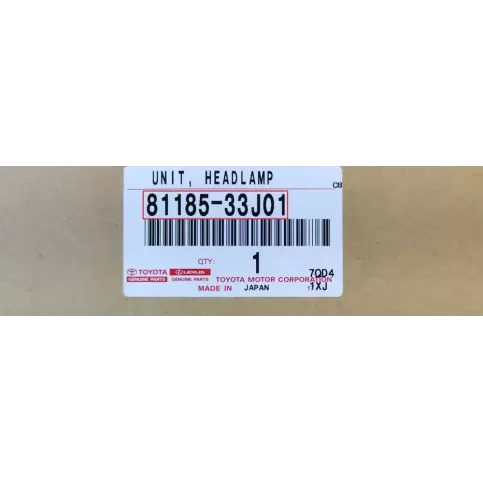 UNIT, HEADLAMP
CB
81185-33J01
QTY: 1 7QD4
TOYOTA LEXUS TOYOTA MOTOR CORPORATION
GENUINE PARTS GENUINE PARTS 1XJ
MADE IN JAPAN